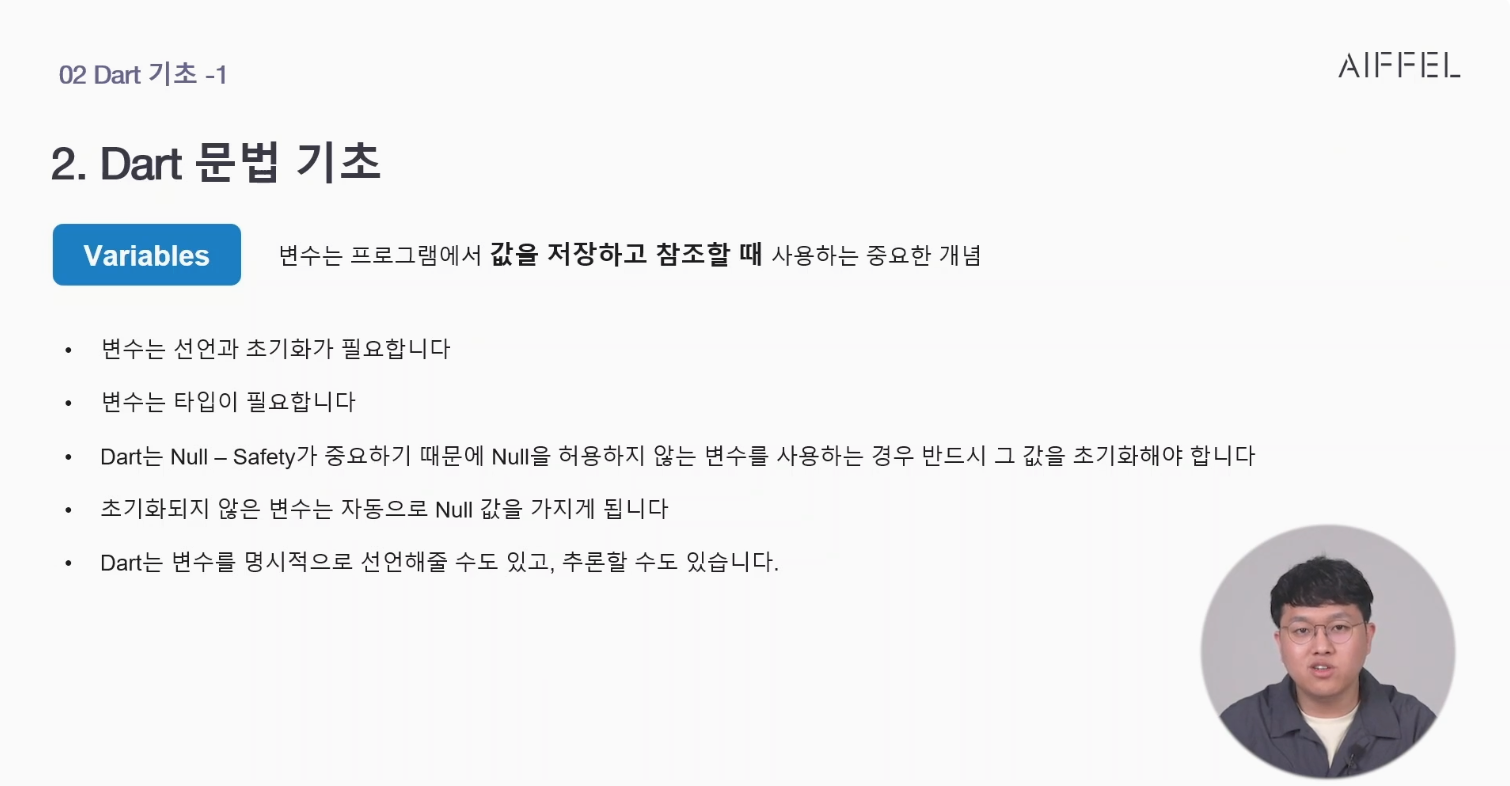 02 Dart 기초 -1
AIFFEL
2. Dart 문법 기초
Variables
변수는 프로그램에서 값을 저장하고 참조할 때 사용하는 중요한 개념
• 변수는 선언과 초기화가 필요합니다
• 변수는 타입이 필요합니다
• Dart는 Null – Safety가 중요하기 때문에 Null을 허용하지 않는 변수를 사용하는 경우 반드시 그 값을 초기화해야 합니다
• 초기화되지 않은 변수는 자동으로 Null 값을 가지게 됩니다
• Dart는 변수를 명시적으로 선언해줄 수도 있고, 추론할 수도 있습니다.